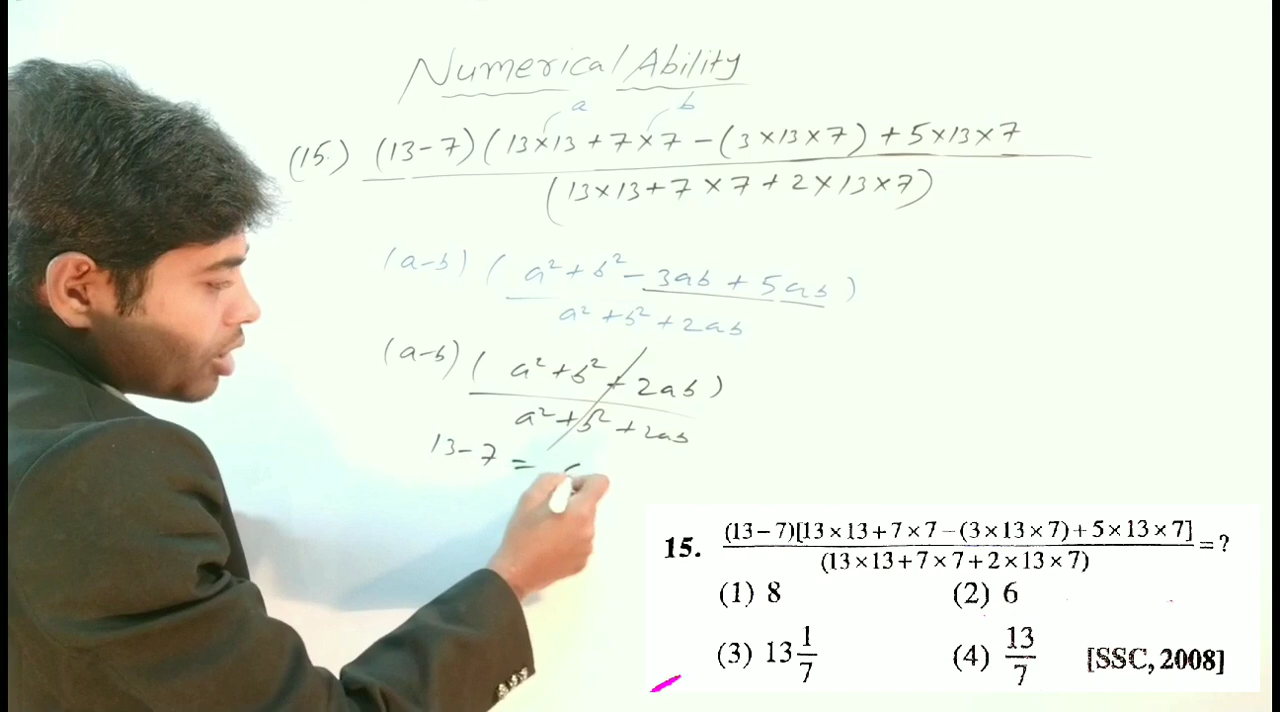 Numerical Ability
a b
(15.) (13-7)(13×13+7×7-(3×13×7)+5×13×7
(13×13+7×7+2×13×7)
(a-b) (a²+b²-3ab+5ab)
a²+b²+2ab
(a-b) (a²+b²+2ab)
a²+b²+2ab
13-7 =
15. (13-7)[13×13+7×7-(3×13×7)+5×13×7] = ?
(13×13+7×7+2×13×7)
(1) 8 (2) 6
(3) 13 1/7 (4) 13/7 [SSC, 2008]